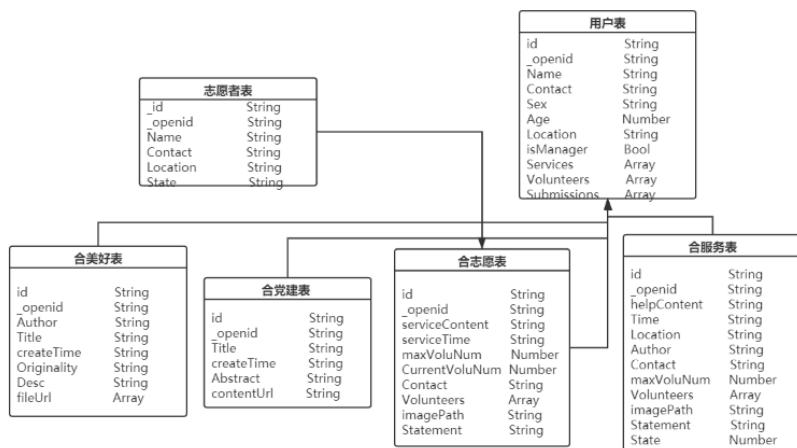 用户表
id String
_openid String
Name String
Contact String
Sex String
Age Number
Location String
isManager Bool
Services Array
Volunteers Array
Submissions Array
志愿者表
_id String
_openid String
Name String
Contact String
Location String
State String
合美好表
id String
_openid String
Author String
Title String
createTime String
Originality String
Desc String
fileUrl Array
合党建表
id String
_openid String
Title String
createTime String
Abstract String
contentUrl String
合志愿表
id String
_openid String
serviceContent String
serviceTime String
maxVoluNum Number
CurrentVoluNum Number
Contact String
Volunteers Array
imagePath String
Statement String
合服务表
id String
_openid String
helpContent String
Time String
Location String
Author String
Contact String
maxVoluNum Number
Volunteers Array
imagePath String
Statement String
State Number